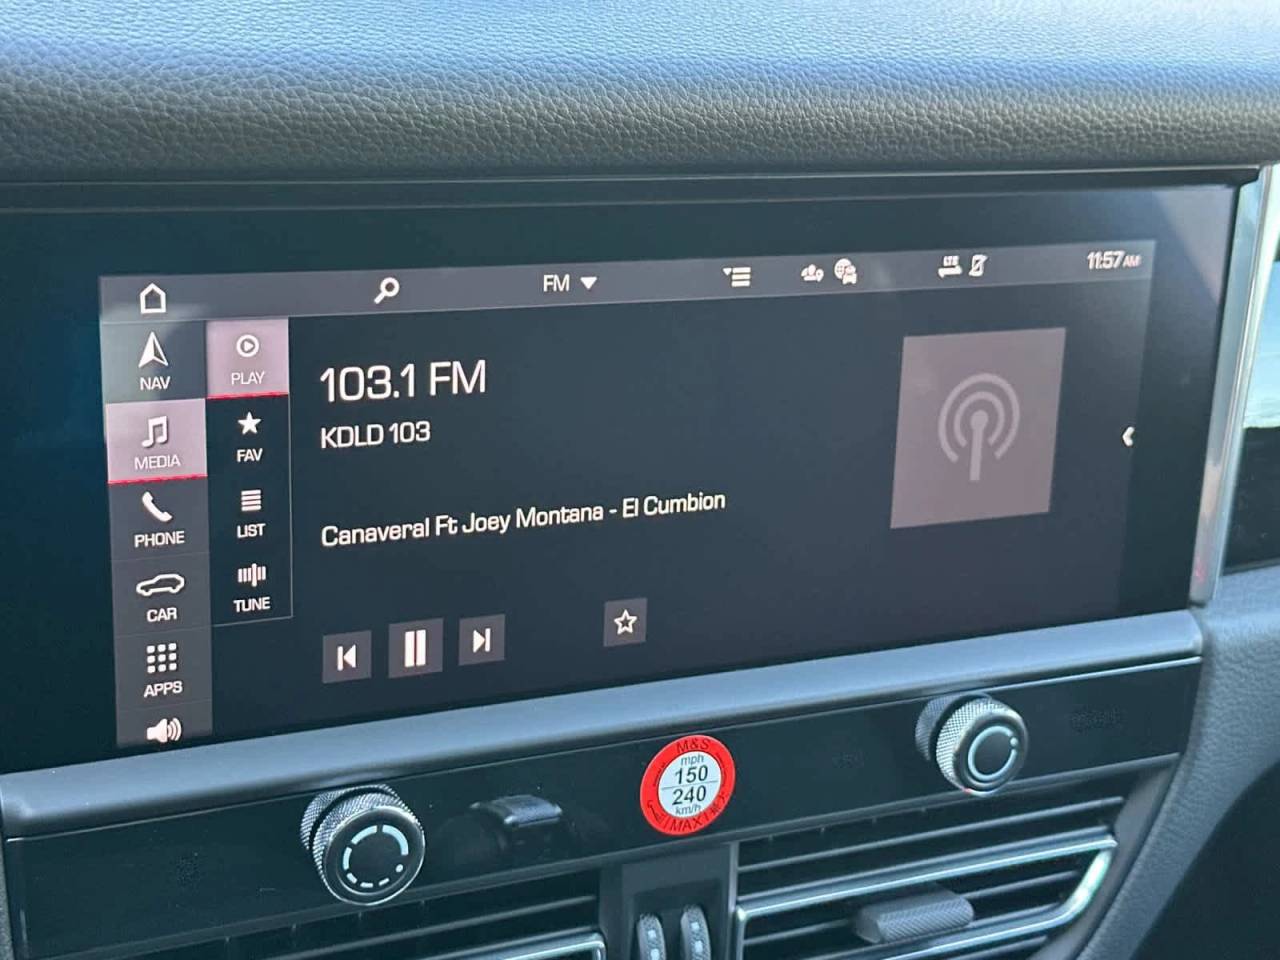 FM
LTE
11:57 AM
NAV
MEDIA
PHONE
CAR
APPS
PLAY
FAV
LIST
TUNE
103.1 FM
KDLD 103
Canaveral Ft Joey Montana - El Cumbion
M&S
mph
150
240
km/h
MAX